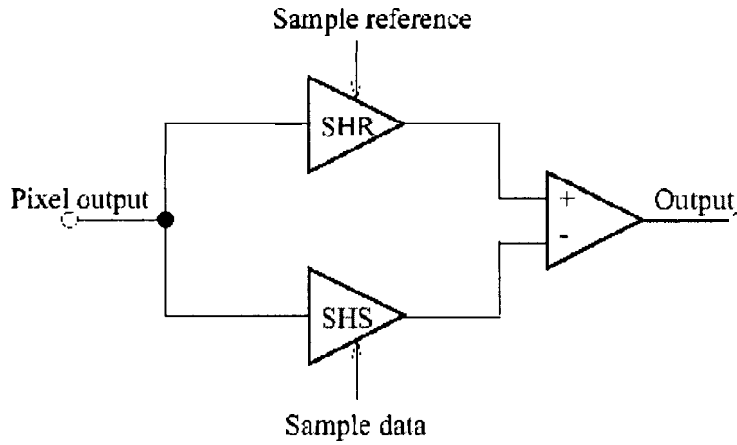 Sample reference
SHR
Pixel output
+
-
Output
SHS
Sample data